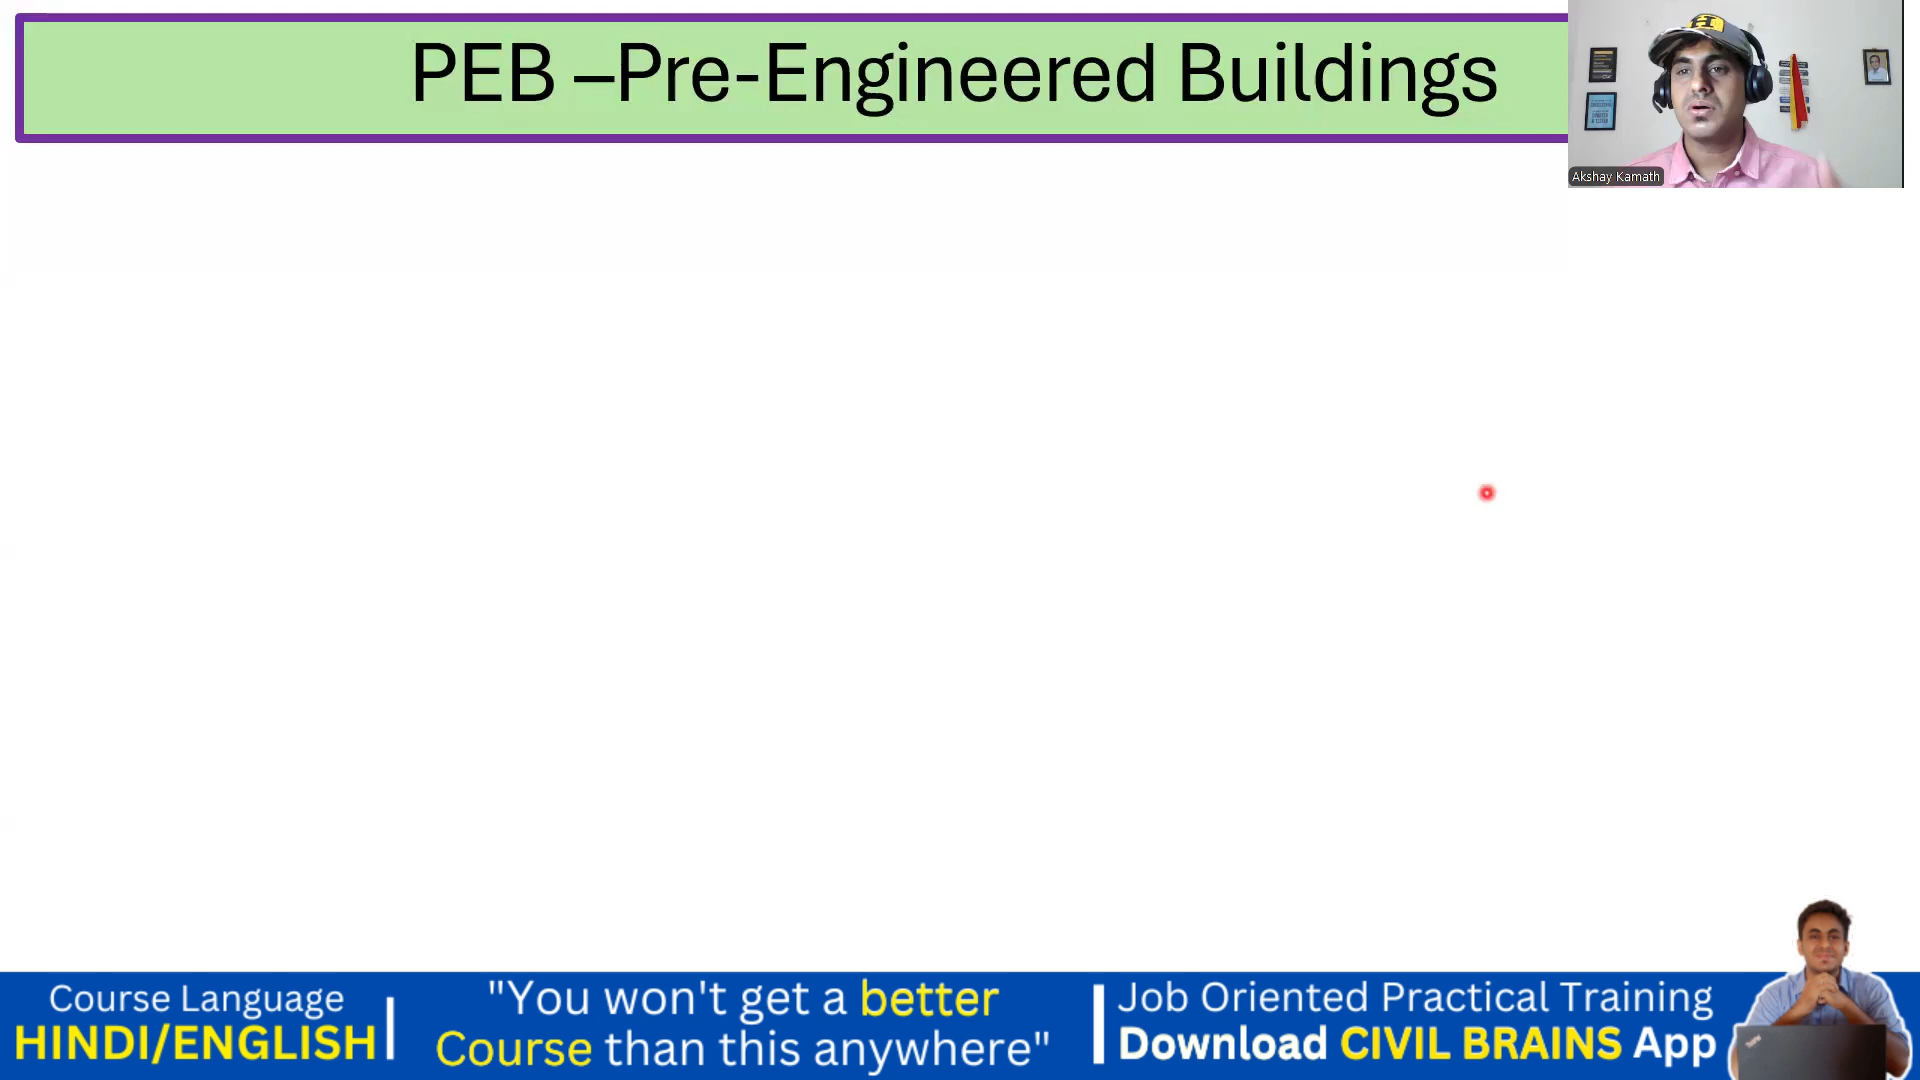 PEB –Pre-Engineered Buildings
Akshay Kamath
Course Language
HINDI/ENGLISH
"You won't get a better
Course than this anywhere"
Job Oriented Practical Training
Download CIVIL BRAINS App